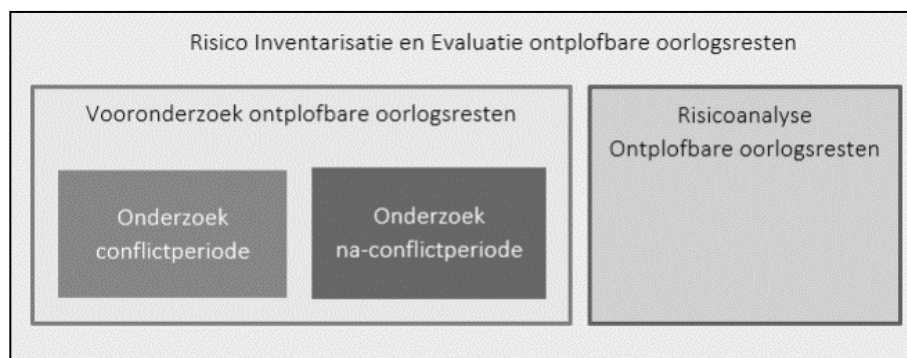 Risico Inventarisatie en Evaluatie ontplofbare oorlogsresten
Vooronderzoek ontplofbare oorlogsresten
Onderzoek
conflictperiode
Onderzoek
na-conflictperiode
Risicoanalyse
Ontplofbare oorlogsresten